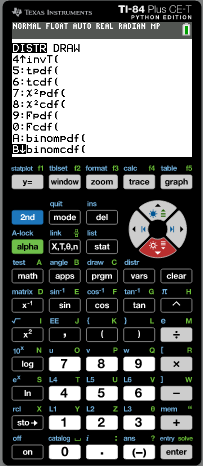 TEXAS INSTRUMENTS TI-84 Plus CE-T
PYTHON EDITION
NORMAL FLOAT AUTO REAL RADIAN MP
DISTR DRAW
4↑invT(
5:tpdf(
6:tcdf(
7:χ²pdf(
8:χ²cdf(
9:Fpdf(
0:Fcdf(
A:binompdf(
B↓binomcdf(
statplot f1 tblset f2 format f3 calc f4 table f5
y= window zoom trace graph
quit ins
2nd mode del
A-lock link list
alpha X,T,θ,n stat
test A angle B draw C distr
math apps prgm vars clear
matrix D sin⁻¹ E cos⁻¹ F tan⁻¹ G π H
x⁻¹ sin cos tan ^
√ I EE J { K } L e M
x² , ( ) ÷
10ˣ N u O v P w Q [ R
log 7 8 9 ×
eˣ S L4 T L5 U L6 V ] W
ln 4 5 6 −
rcl X L1 Y L2 Z L3 θ mem "
sto→ 1 2 3 +
off catalog ⎵ i : ans ? entry solve
on 0 . (−) enter